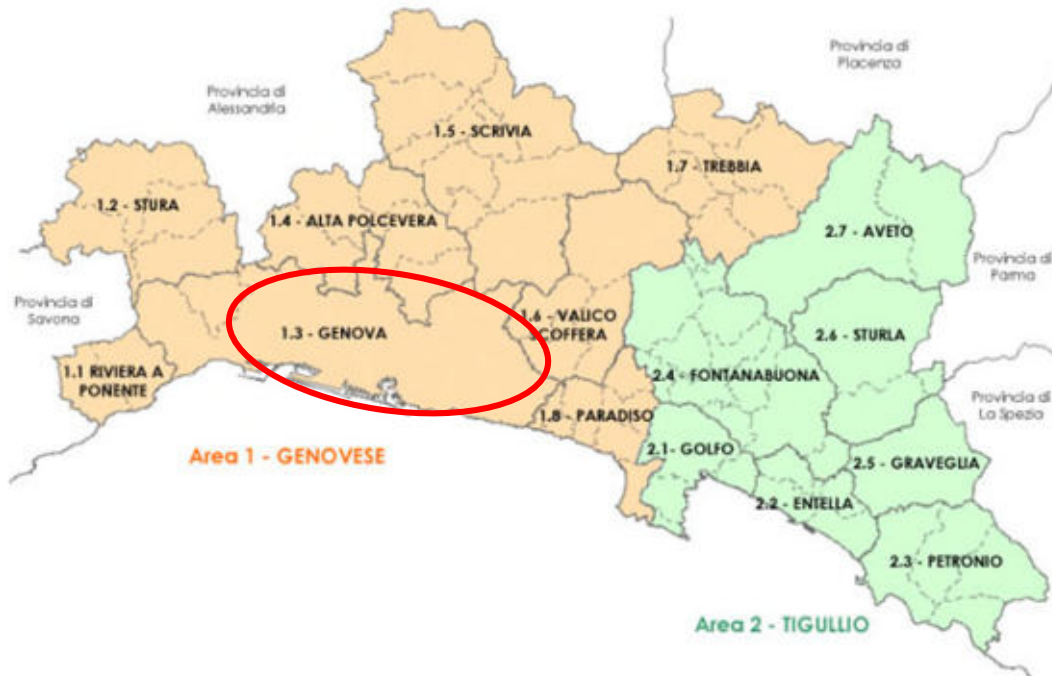 Provincia di
Piacenza
Provincia di
Alessandria
1.5 - SCRIVIA
1.7 - TREBBIA
1.2 - STURA
1.4 - ALTA POLCEVERA
2.7 - AVETO
Provincia di
Parma
Provincia di
Savona
1.3 - GENOVA
1.6 - VALICO
SCOFFERA
2.6 - STURLA
1.1 RIVIERA A
PONENTE
2.4 - FONTANABUONA
Provincia di
La Spezia
1.8 - PARADISO
Area 1 - GENOVESE
2.1- GOLFO
2.5 - GRAVEGLIA
2.2 - ENTELLA
2.3 - PETRONIO
Area 2 - TIGULLIO